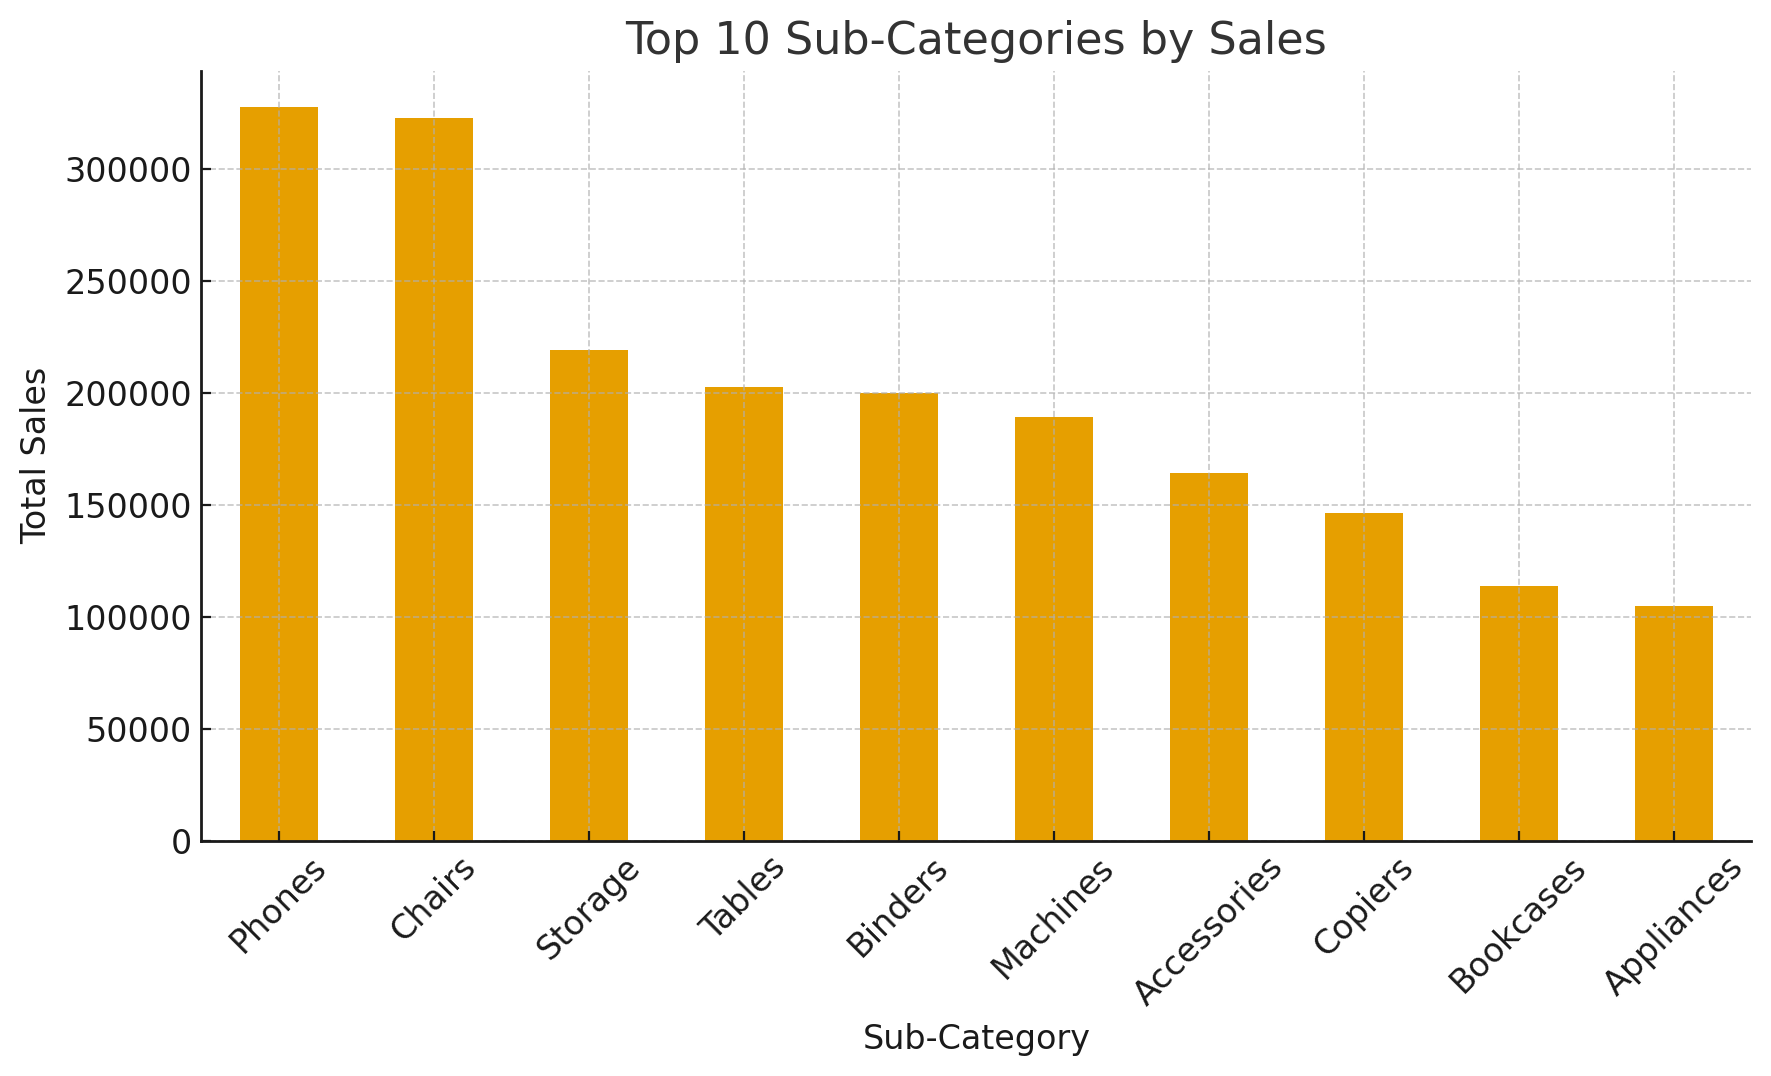 Top 10 Sub-Categories by Sales
Total Sales
300000
250000
200000
150000
100000
50000
0
Phones
Chairs
Storage
Tables
Binders
Machines
Accessories
Copiers
Bookcases
Appliances
Sub-Category